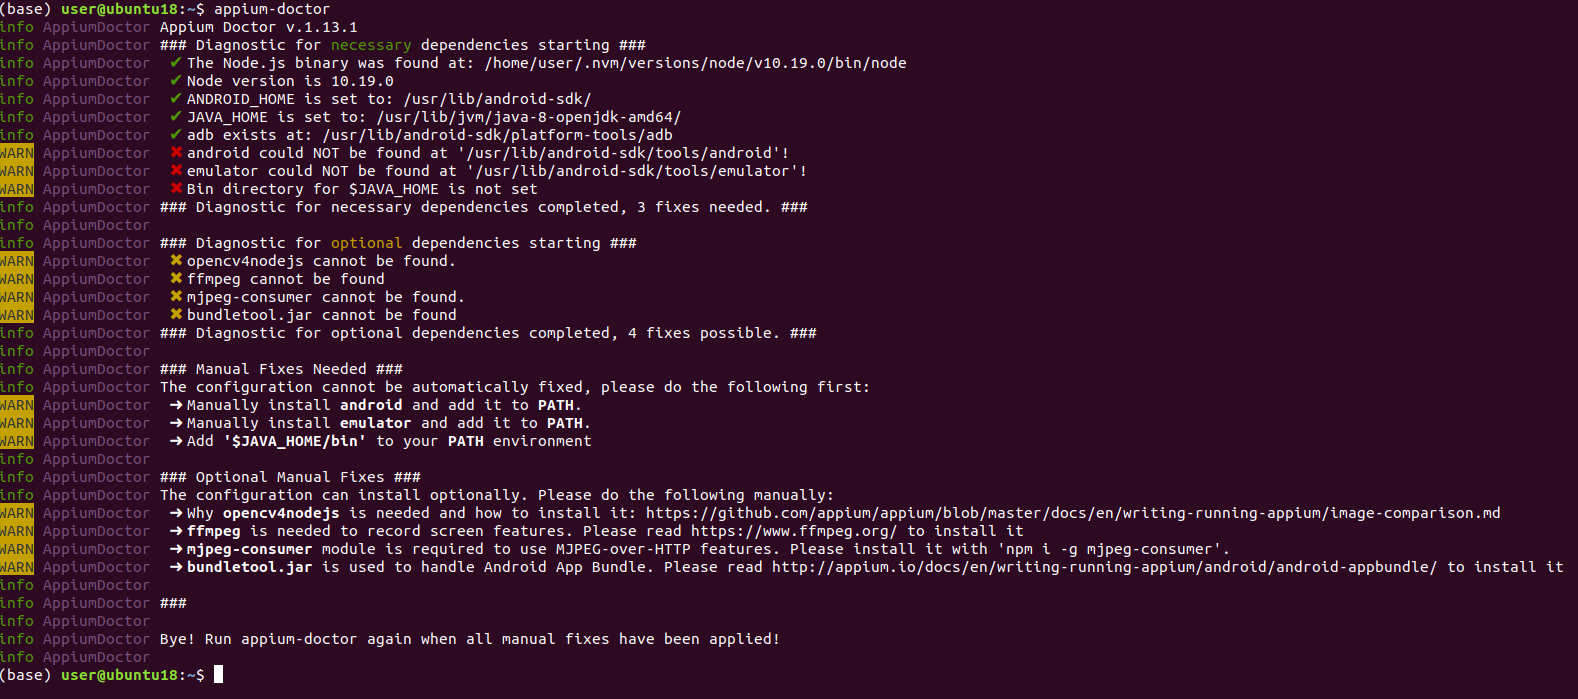 (base) user@ubuntu18:~$ appium-doctor
info AppiumDoctor Appium Doctor v.1.13.1
info AppiumDoctor ### Diagnostic for necessary dependencies starting ###
info AppiumDoctor ✔ The Node.js binary was found at: /home/user/.nvm/versions/node/v10.19.0/bin/node
info AppiumDoctor ✔ Node version is 10.19.0
info AppiumDoctor ✔ ANDROID_HOME is set to: /usr/lib/android-sdk/
info AppiumDoctor ✔ JAVA_HOME is set to: /usr/lib/jvm/java-8-openjdk-amd64/
info AppiumDoctor ✔ adb exists at: /usr/lib/android-sdk/platform-tools/adb
WARN AppiumDoctor ✖ android could NOT be found at '/usr/lib/android-sdk/tools/android'!
WARN AppiumDoctor ✖ emulator could NOT be found at '/usr/lib/android-sdk/tools/emulator'!
WARN AppiumDoctor ✖ Bin directory for $JAVA_HOME is not set
info AppiumDoctor ### Diagnostic for necessary dependencies completed, 3 fixes needed. ###
info AppiumDoctor
info AppiumDoctor ### Diagnostic for optional dependencies starting ###
WARN AppiumDoctor ✖ opencv4nodejs cannot be found.
WARN AppiumDoctor ✖ ffmpeg cannot be found
WARN AppiumDoctor ✖ mjpeg-consumer cannot be found.
WARN AppiumDoctor ✖ bundletool.jar cannot be found
info AppiumDoctor ### Diagnostic for optional dependencies completed, 4 fixes possible. ###
info AppiumDoctor
info AppiumDoctor ### Manual Fixes Needed ###
info AppiumDoctor The configuration cannot be automatically fixed, please do the following first:
WARN AppiumDoctor ➜ Manually install android and add it to PATH.
WARN AppiumDoctor ➜ Manually install emulator and add it to PATH.
WARN AppiumDoctor ➜ Add '$JAVA_HOME/bin' to your PATH environment
info AppiumDoctor
info AppiumDoctor ### Optional Manual Fixes ###
info AppiumDoctor The configuration can install optionally. Please do the following manually:
WARN AppiumDoctor ➜ Why opencv4nodejs is needed and how to install it: https://github.com/appium/appium/blob/master/docs/en/writing-running-appium/image-comparison.md
WARN AppiumDoctor ➜ ffmpeg is needed to record screen features. Please read https://www.ffmpeg.org/ to install it
WARN AppiumDoctor ➜ mjpeg-consumer module is required to use MJPEG-over-HTTP features. Please install it with 'npm i -g mjpeg-consumer'.
WARN AppiumDoctor ➜ bundletool.jar is used to handle Android App Bundle. Please read http://appium.io/docs/en/writing-running-appium/android/android-appbundle/ to install it
info AppiumDoctor
info AppiumDoctor ###
info AppiumDoctor
info AppiumDoctor Bye! Run appium-doctor again when all manual fixes have been applied!
info AppiumDoctor
(base) user@ubuntu18:~$